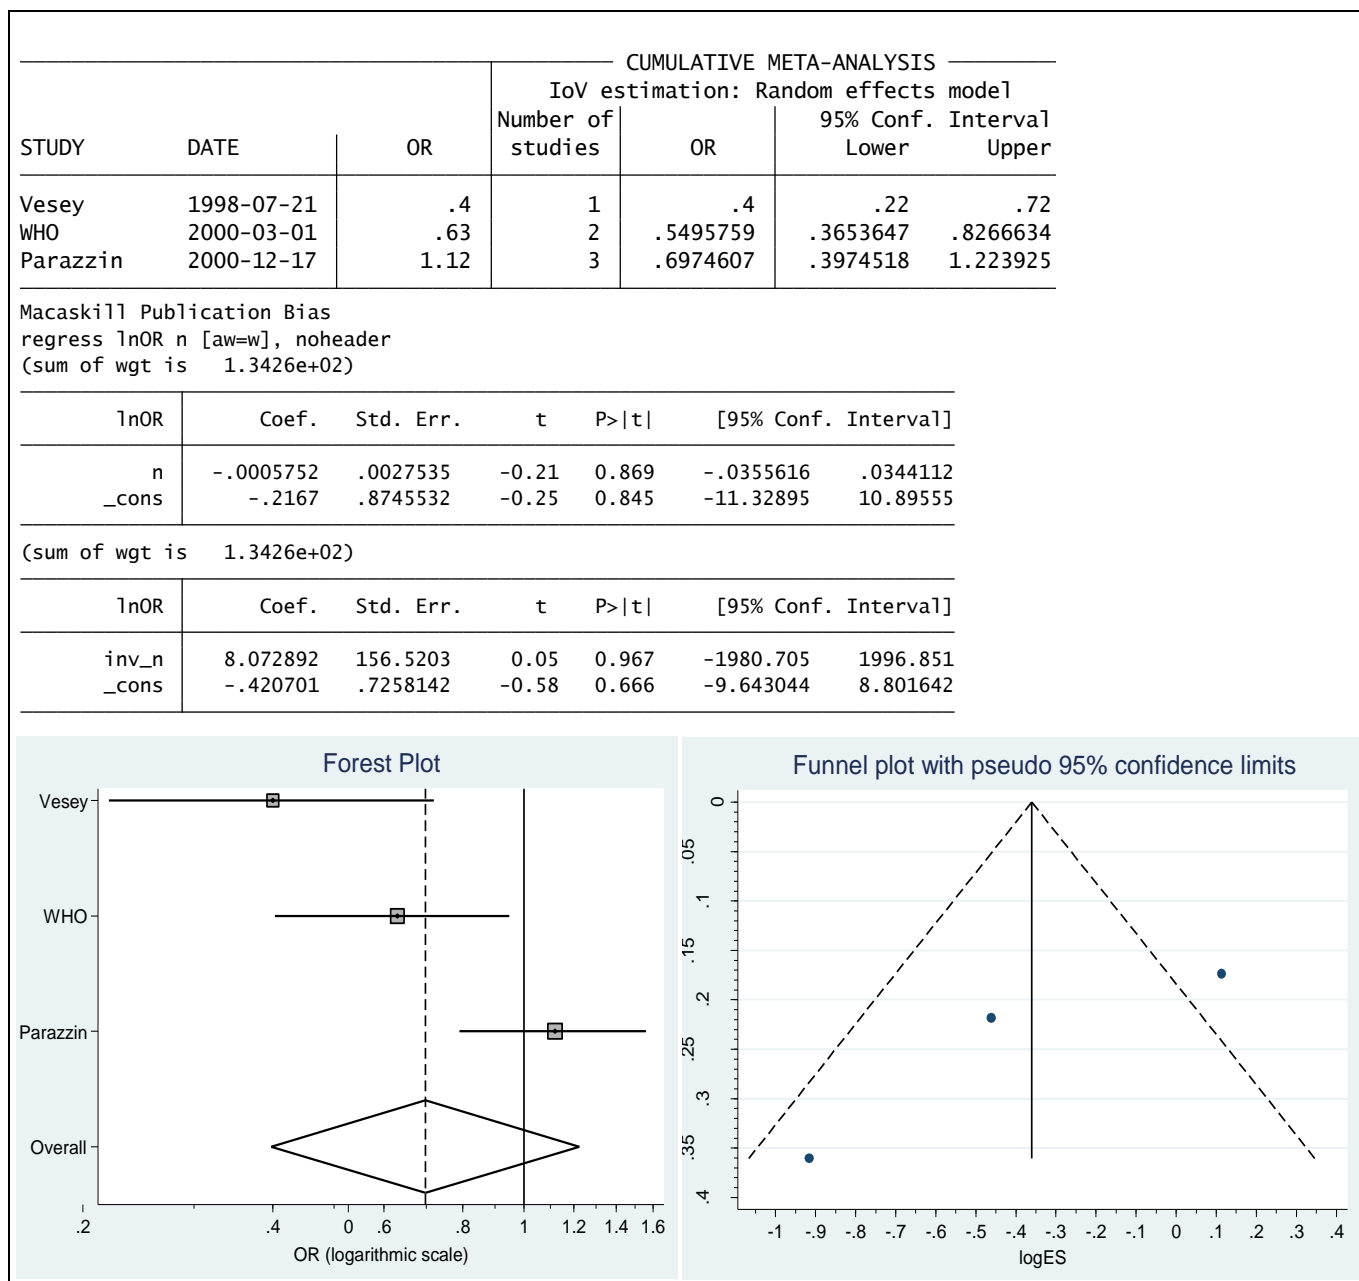 CUMULATIVE META-ANALYSIS
IoV estimation: Random effects model
Number of 95% Conf. Interval
STUDY DATE OR studies OR Lower Upper
Vesey 1998-07-21 .4 1 .4 .22 .72
WHO 2000-03-01 .63 2 .5495759 .3653647 .8266634
Parazzin 2000-12-17 1.12 3 .6974607 .3974518 1.223925
Macaskill Publication Bias
regress lnOR n [aw=w], noheader
(sum of wgt is 1.3426e+02)
lnOR Coef. Std. Err. t P>|t| [95% Conf. Interval]
n -.0005752 .0027535 -0.21 0.869 -.0355616 .0344112
_cons -.2167 .8745532 -0.25 0.845 -11.32895 10.89555
(sum of wgt is 1.3426e+02)
lnOR Coef. Std. Err. t P>|t| [95% Conf. Interval]
inv_n 8.072892 156.5203 0.05 0.967 -1980.705 1996.851
_cons -.420701 .7258142 -0.58 0.666 -9.643044 8.801642
Forest Plot
Vesey
WHO
Parazzin
Overall
.2 .4 0 .6 .8 1 1.2 1.4 1.6
OR (logarithmic scale)
Funnel plot with pseudo 95% confidence limits
0
.05
.1
.15
.2
.25
.3
.35
.4
-1 -.9 -.8 -.7 -.6 -.5 -.4 -.3 -.2 -.1 0 .1 .2 .3 .4
logES